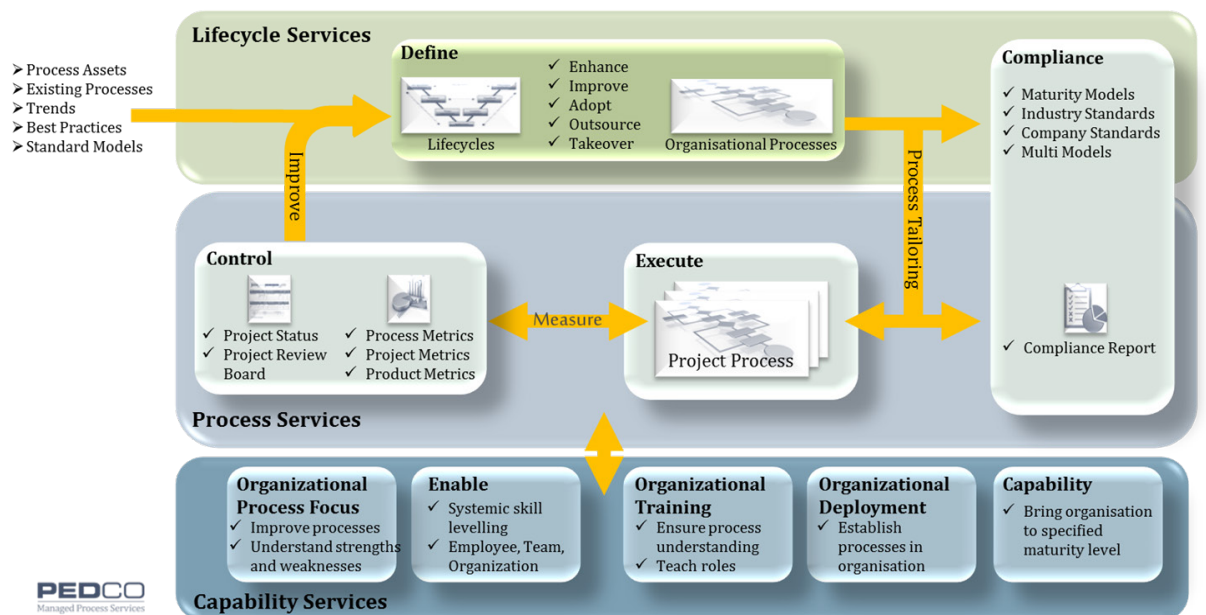 Lifecycle Services
➢ Process Assets
➢ Existing Processes
➢ Trends
➢ Best Practices
➢ Standard Models
Define
Lifecycles
✓ Enhance
✓ Improve
✓ Adopt
✓ Outsource
✓ Takeover
Organisational Processes
Compliance
✓ Maturity Models
✓ Industry Standards
✓ Company Standards
✓ Multi Models
✓ Compliance Report
Improve
Process Tailoring
Control
✓ Project Status
✓ Project Review
Board
✓ Process Metrics
✓ Project Metrics
✓ Product Metrics
Measure
Execute
Project Process
Process Services
Organizational
Process Focus
✓ Improve processes
✓ Understand strengths
and weaknesses
Enable
✓ Systemic skill
levelling
✓ Employee, Team,
Organization
Organizational
Training
✓ Ensure process
understanding
✓ Teach roles
Organizational
Deployment
✓ Establish
processes in
organisation
Capability
✓ Bring organisation
to specified
maturity level
Capability Services
PEDCO
Managed Process Services